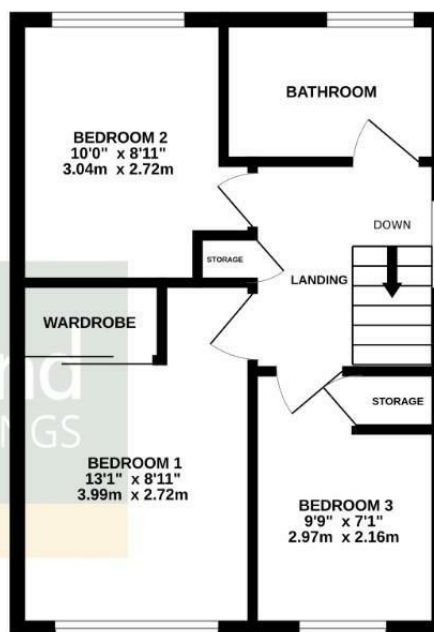 BATHROOM
BEDROOM 2
10'0" x 8'11"
3.04m x 2.72m
DOWN
STORAGE
LANDING
WARDROBE
STORAGE
NGS
BEDROOM 1
13'1" x 8'11"
3.99m x 2.72m
BEDROOM 3
9'9" x 7'1"
2.97m x 2.16m